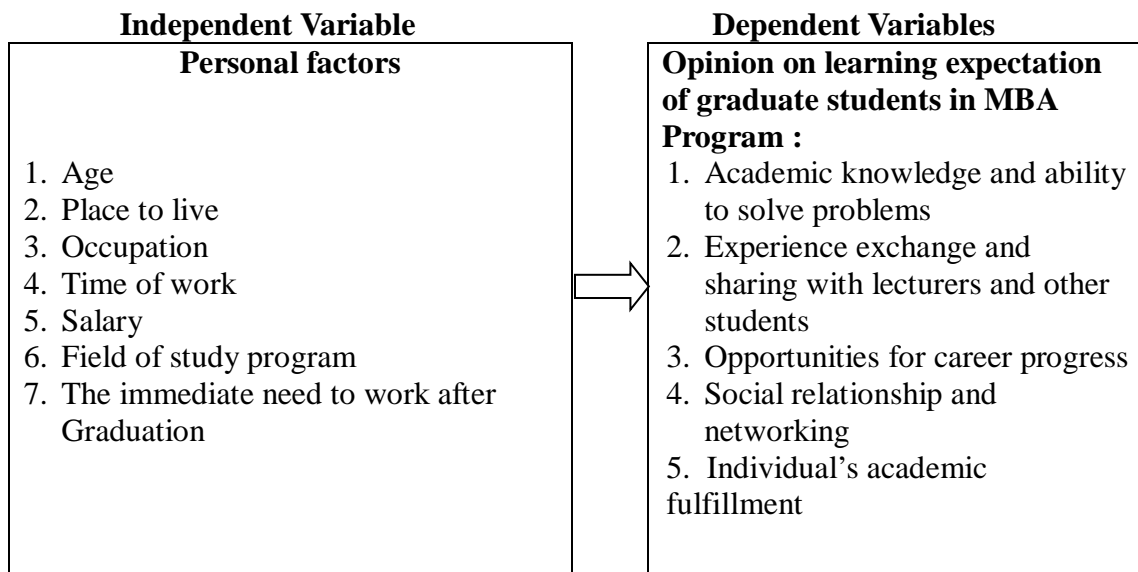 Independent Variable
Personal factors
1. Age
2. Place to live
3. Occupation
4. Time of work
5. Salary
6. Field of study program
7. The immediate need to work after
Graduation
Dependent Variables
Opinion on learning expectation
of graduate students in MBA
Program :
1. Academic knowledge and ability
to solve problems
2. Experience exchange and
sharing with lecturers and other
students
3. Opportunities for career progress
4. Social relationship and
networking
5. Individual’s academic
fulfillment